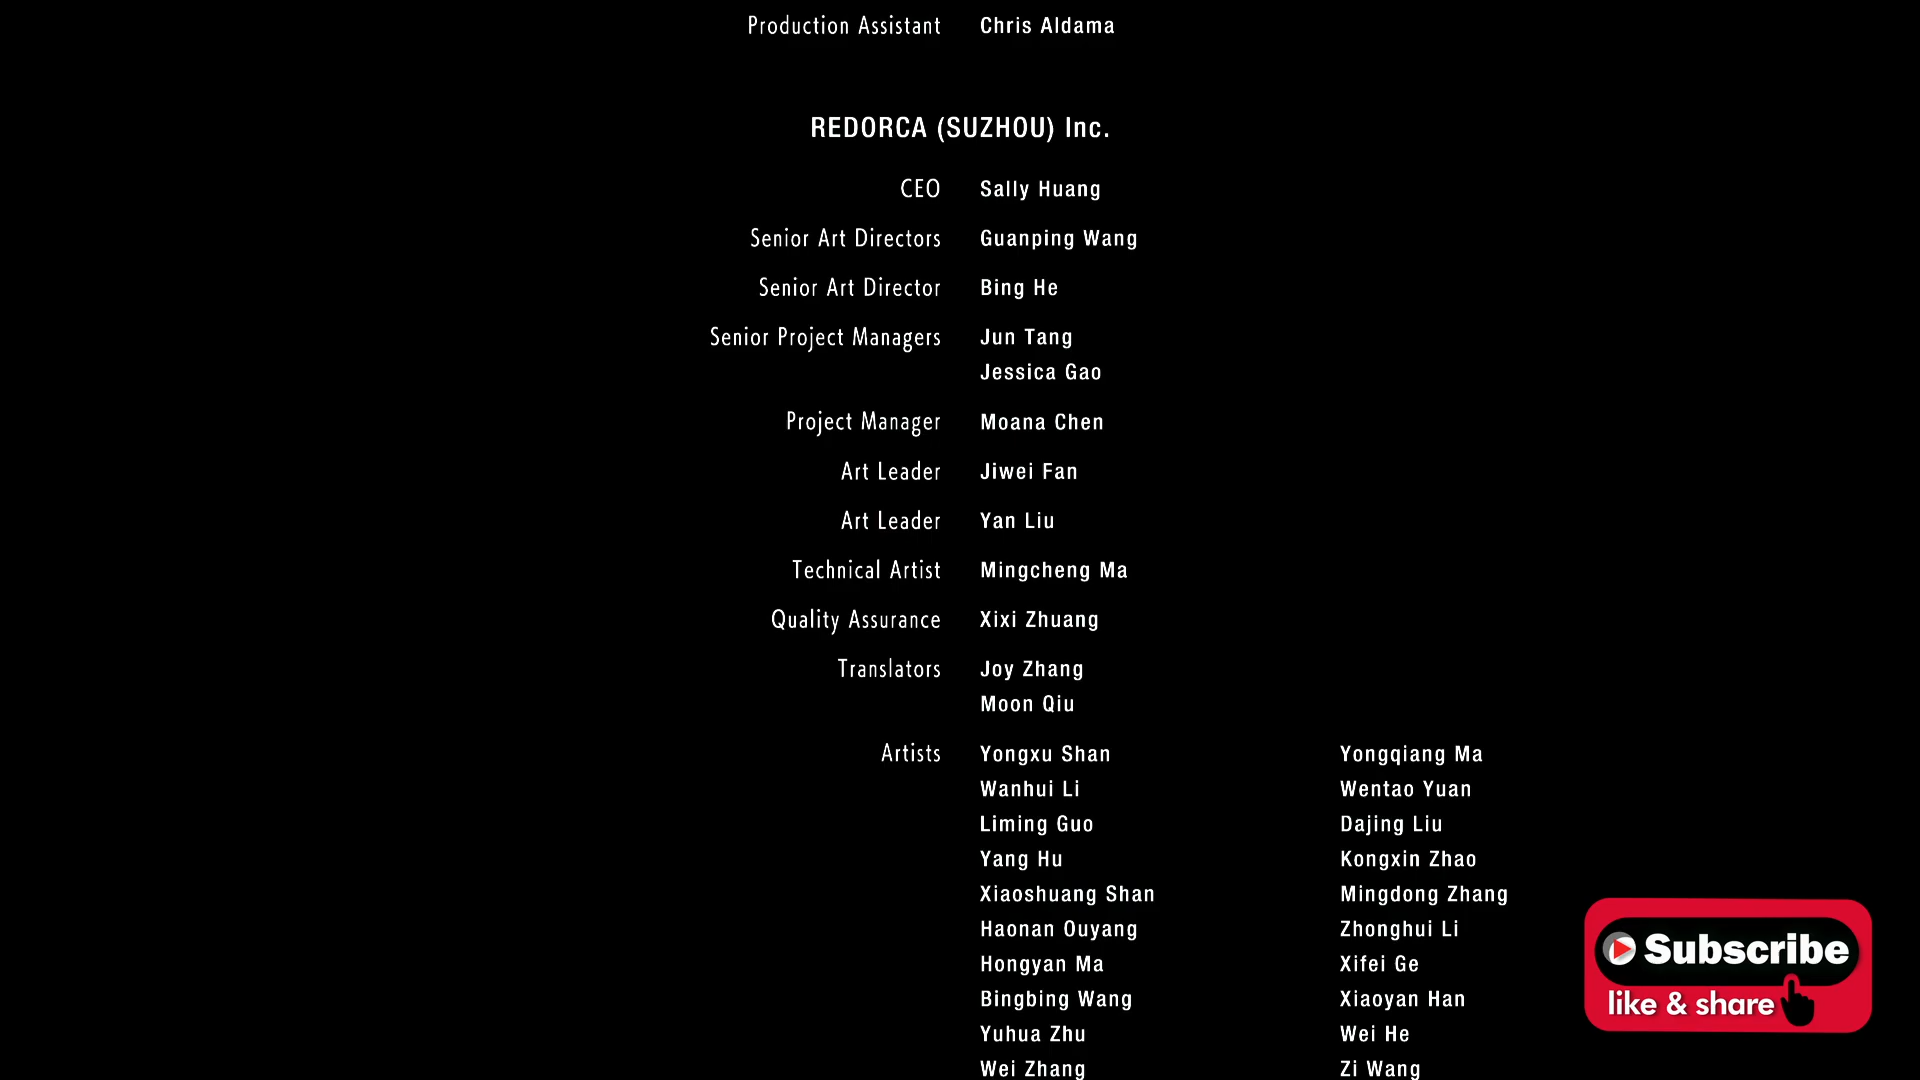 Production Assistant Chris Aldama
REDORCA (SUZHOU) Inc.
CEO Sally Huang
Senior Art Directors Guanping Wang
Senior Art Director Bing He
Senior Project Managers Jun Tang
Jessica Gao
Project Manager Moana Chen
Art Leader Jiwei Fan
Art Leader Yan Liu
Technical Artist Mingcheng Ma
Quality Assurance Xixi Zhuang
Translators Joy Zhang
Moon Qiu
Artists Yongxu Shan Yongqiang Ma
Wanhui Li Wentao Yuan
Liming Guo Dajing Liu
Yang Hu Kongxin Zhao
Xiaoshuang Shan Mingdong Zhang
Haonan Ouyang Zhonghui Li
Hongyan Ma Xifei Ge
Bingbing Wang Xiaoyan Han
Yuhua Zhu Wei He
Wei Zhang Zi Wang
Subscribe
like & share